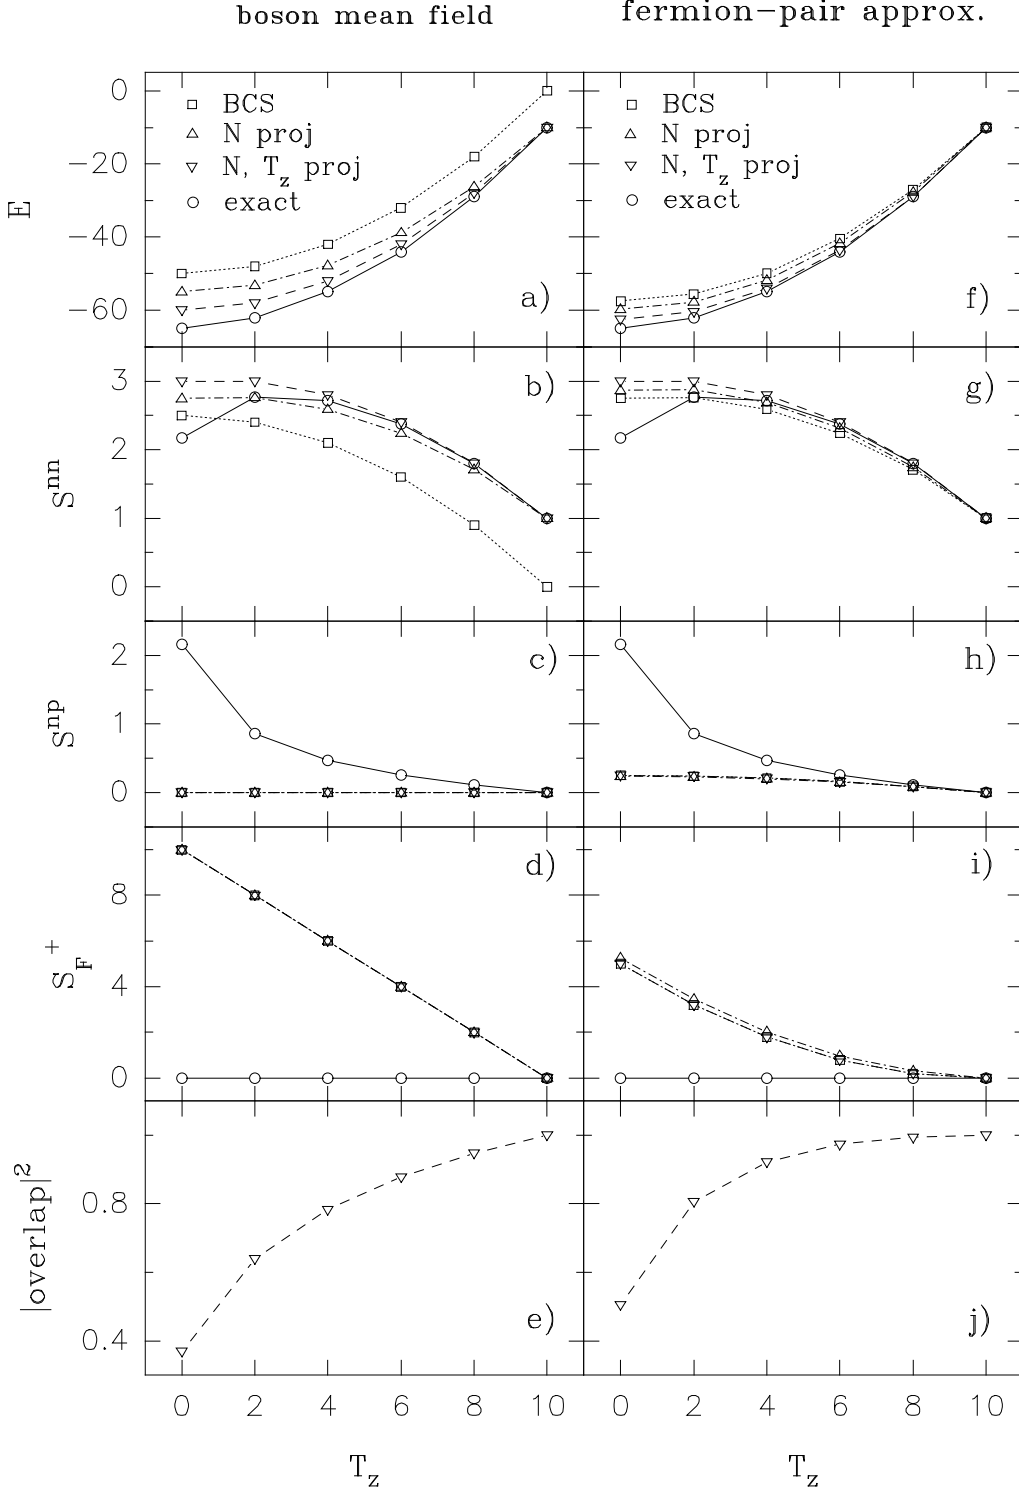 boson mean field
fermion−pair approx.
E
0
−20
−40
−60
BCS
N proj
N, T_z proj
exact
a)
BCS
N proj
N, T_z proj
exact
f)
S^nn
3
2
1
0
b)
g)
S^np
2
1
0
c)
h)
S_F^+
8
4
0
d)
i)
|overlap|^2
0.8
0.4
e)
j)
0 2 4 6 8 10
0 2 4 6 8 10
T_z
T_z